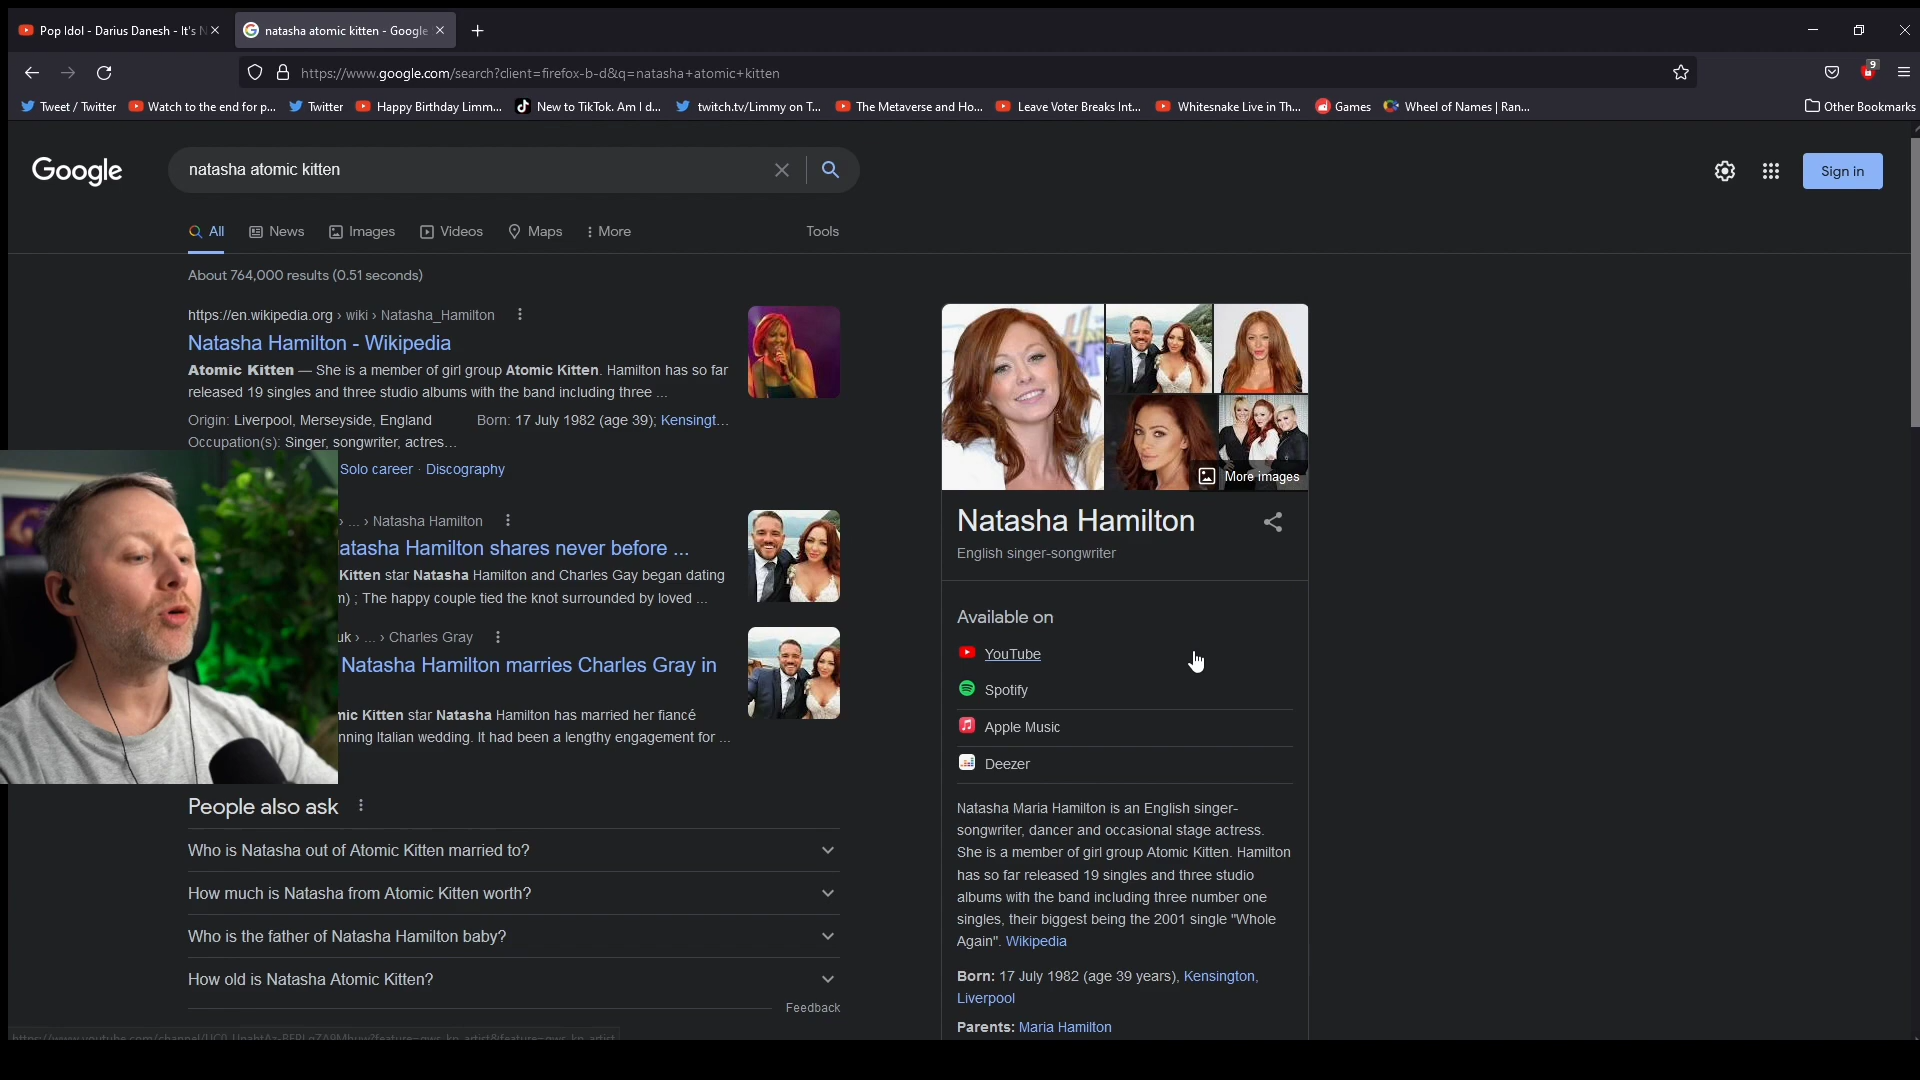 Pop Idol - Darius Danesh - It's N
natasha atomic kitten - Google
https://www.google.com/search?client=firefox-b-d&q=natasha+atomic+kitten
9
Tweet / Twitter
Watch to the end for p...
Twitter
Happy Birthday Limm...
New to TikTok. Am I d...
twitch.tv/Limmy on T...
The Metaverse and Ho...
Leave Voter Breaks Int...
Whitesnake Live in Th...
Games
Wheel of Names | Ran...
Other Bookmarks
Google
natasha atomic kitten
Sign in
All
News
Images
Videos
Maps
More
Tools
About 764,000 results (0.51 seconds)
https://en.wikipedia.org › wiki › Natasha_Hamilton
Natasha Hamilton - Wikipedia
Atomic Kitten — She is a member of girl group Atomic Kitten. Hamilton has so far
released 19 singles and three studio albums with the band including three ...
Origin: Liverpool, Merseyside, England Born: 17 July 1982 (age 39); Kensingt...
Occupation(s): Singer, songwriter, actres...
Solo career · Discography
› ... › Natasha Hamilton
atasha Hamilton shares never before ...
Kitten star Natasha Hamilton and Charles Gay began dating
m) ; The happy couple tied the knot surrounded by loved ...
uk › ... › Charles Gray
Natasha Hamilton marries Charles Gray in
mic Kitten star Natasha Hamilton has married her fiancé
nning Italian wedding. It had been a lengthy engagement for ...
People also ask
Who is Natasha out of Atomic Kitten married to?
How much is Natasha from Atomic Kitten worth?
Who is the father of Natasha Hamilton baby?
How old is Natasha Atomic Kitten?
Feedback
More images
Natasha Hamilton
English singer-songwriter
Available on
YouTube
Spotify
Apple Music
Deezer
Natasha Maria Hamilton is an English singer-
songwriter, dancer and occasional stage actress.
She is a member of girl group Atomic Kitten. Hamilton
has so far released 19 singles and three studio
albums with the band including three number one
singles, their biggest being the 2001 single "Whole
Again". Wikipedia
Born: 17 July 1982 (age 39 years), Kensington,
Liverpool
Parents: Maria Hamilton